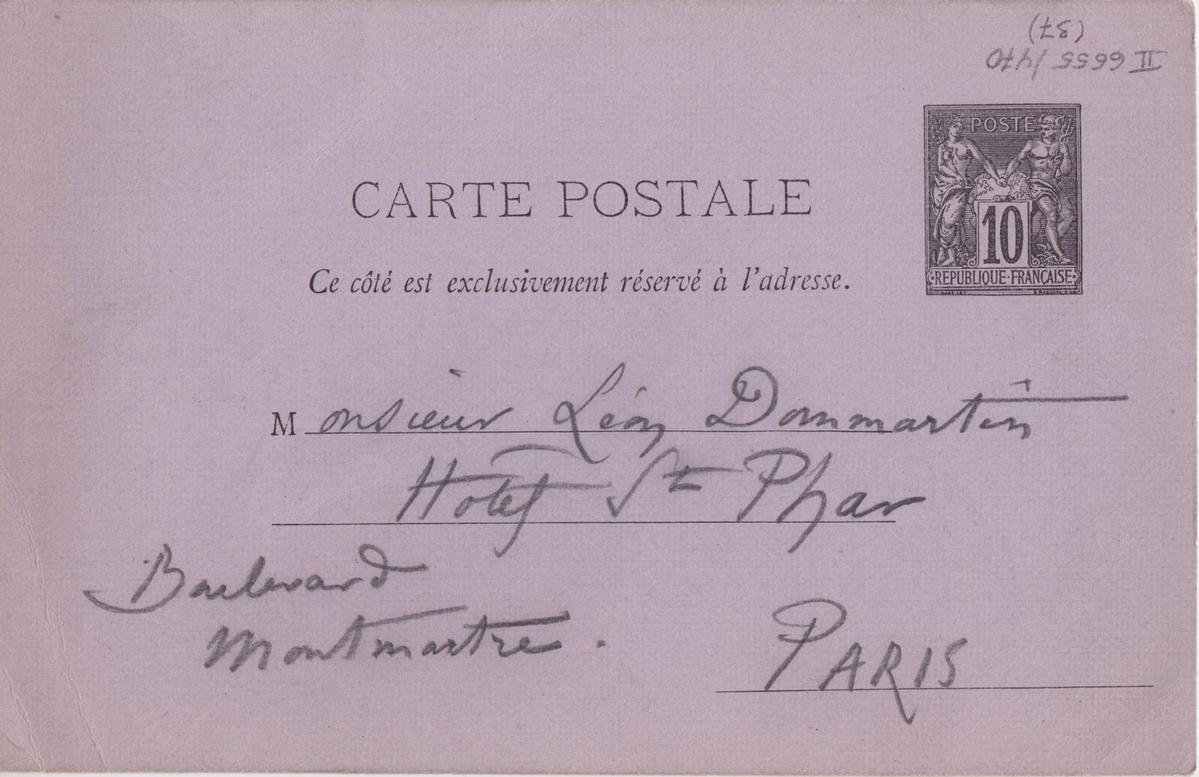 (37)
II 6655/470
POSTE
10
REPUBLIQUE FRANÇAISE
CARTE POSTALE
Ce côté est exclusivement réservé à l'adresse.
Monsieur Léon Dommartin
Hotel St Phar
Boulevard
Montmartre.
PARIS